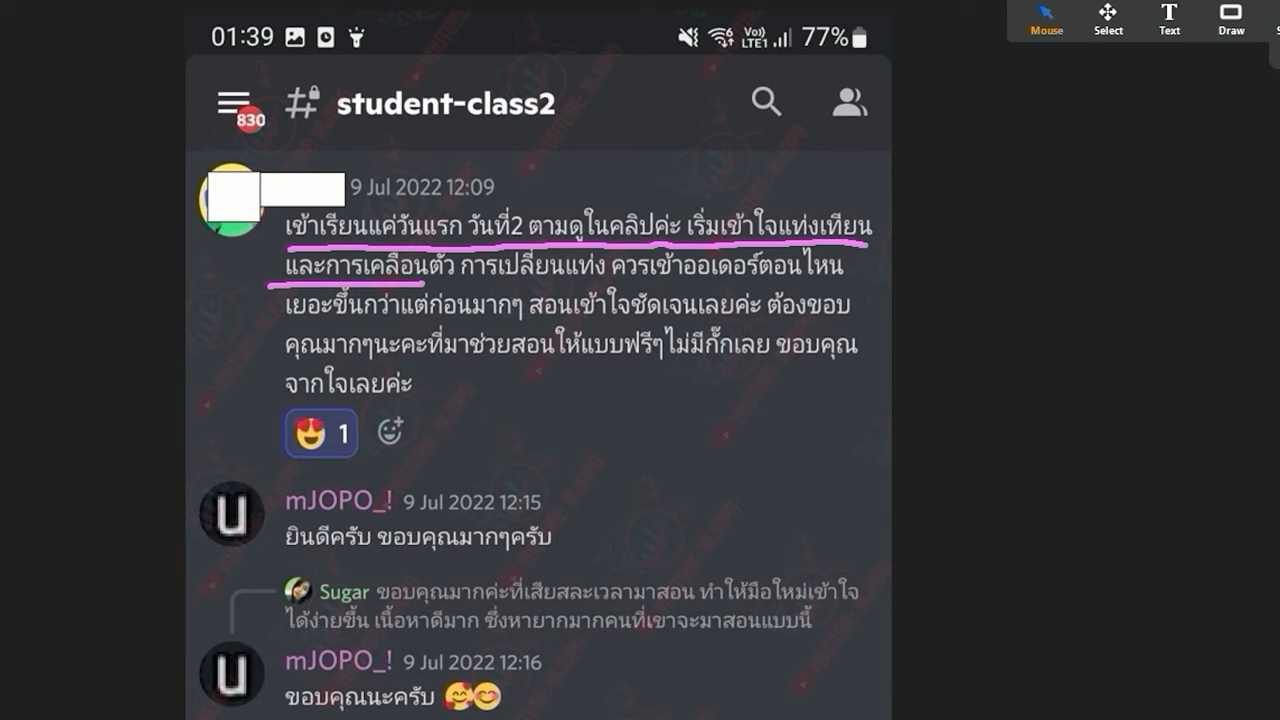 01:39
Vo) LTE1 77%
Mouse Select Text Draw
830 student-class2
9 Jul 2022 12:09
เข้าเรียนแค่วันแรก วันที่2 ตามดูในคลิปค่ะ เริ่มเข้าใจแท่งเทียน
และการเคลื่อนตัว การเปลี่ยนแท่ง ควรเข้าออเดอร์ตอนไหน
เยอะขึ้นกว่าแต่ก่อนมากๆ สอนเข้าใจชัดเจนเลยค่ะ ต้องขอบ
คุณมากๆนะคะที่มาช่วยสอนให้แบบฟรีๆไม่มีกั๊กเลย ขอบคุณ
จากใจเลยค่ะ
1
mJOPO_! 9 Jul 2022 12:15
ยินดีครับ ขอบคุณมากๆครับ
Sugar ขอบคุณมากค่ะที่เสียสละเวลามาสอน ทำให้มือใหม่เข้าใจ
ได้ง่ายขึ้น เนื้อหาดีมาก ซึ่งหายากมากคนที่เขาจะมาสอนแบบนี้
mJOPO_! 9 Jul 2022 12:16
ขอบคุณนะครับ